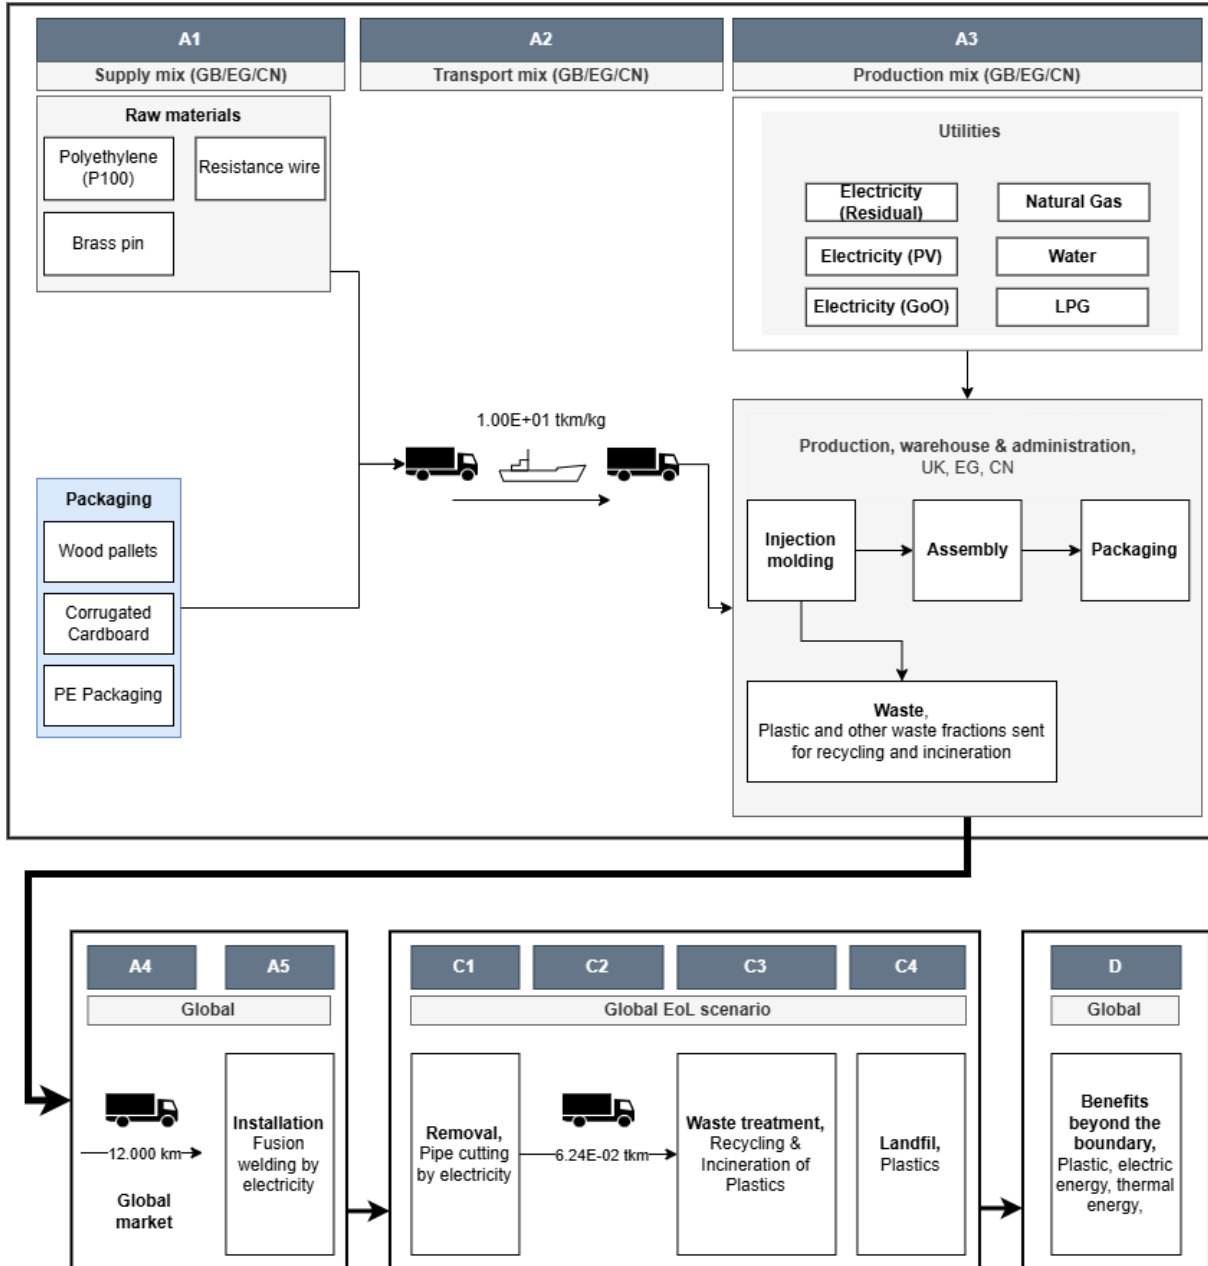 A1
Supply mix (GB/EG/CN)
A2
Transport mix (GB/EG/CN)
A3
Production mix (GB/EG/CN)
Raw materials
Polyethylene
(P100)
Resistance wire
Brass pin
Packaging
Wood pallets
Corrugated
Cardboard
PE Packaging
1.00E+01 tkm/kg
Utilities
Electricity
(Residual)
Natural Gas
Electricity (PV)
Water
Electricity (GoO)
LPG
Production, warehouse & administration,
UK, EG, CN
Injection
molding
Assembly
Packaging
Waste,
Plastic and other waste fractions sent
for recycling and incineration
A4
A5
Global
12.000 km
Global
market
Installation
Fusion
welding by
electricity
C1
C2
C3
C4
Global EoL scenario
Removal,
Pipe cutting
by electricity
6.24E-02 tkm
Waste treatment,
Recycling &
Incineration of
Plastics
Landfil,
Plastics
D
Global
Benefits
beyond the
boundary,
Plastic, electric
energy, thermal
energy,